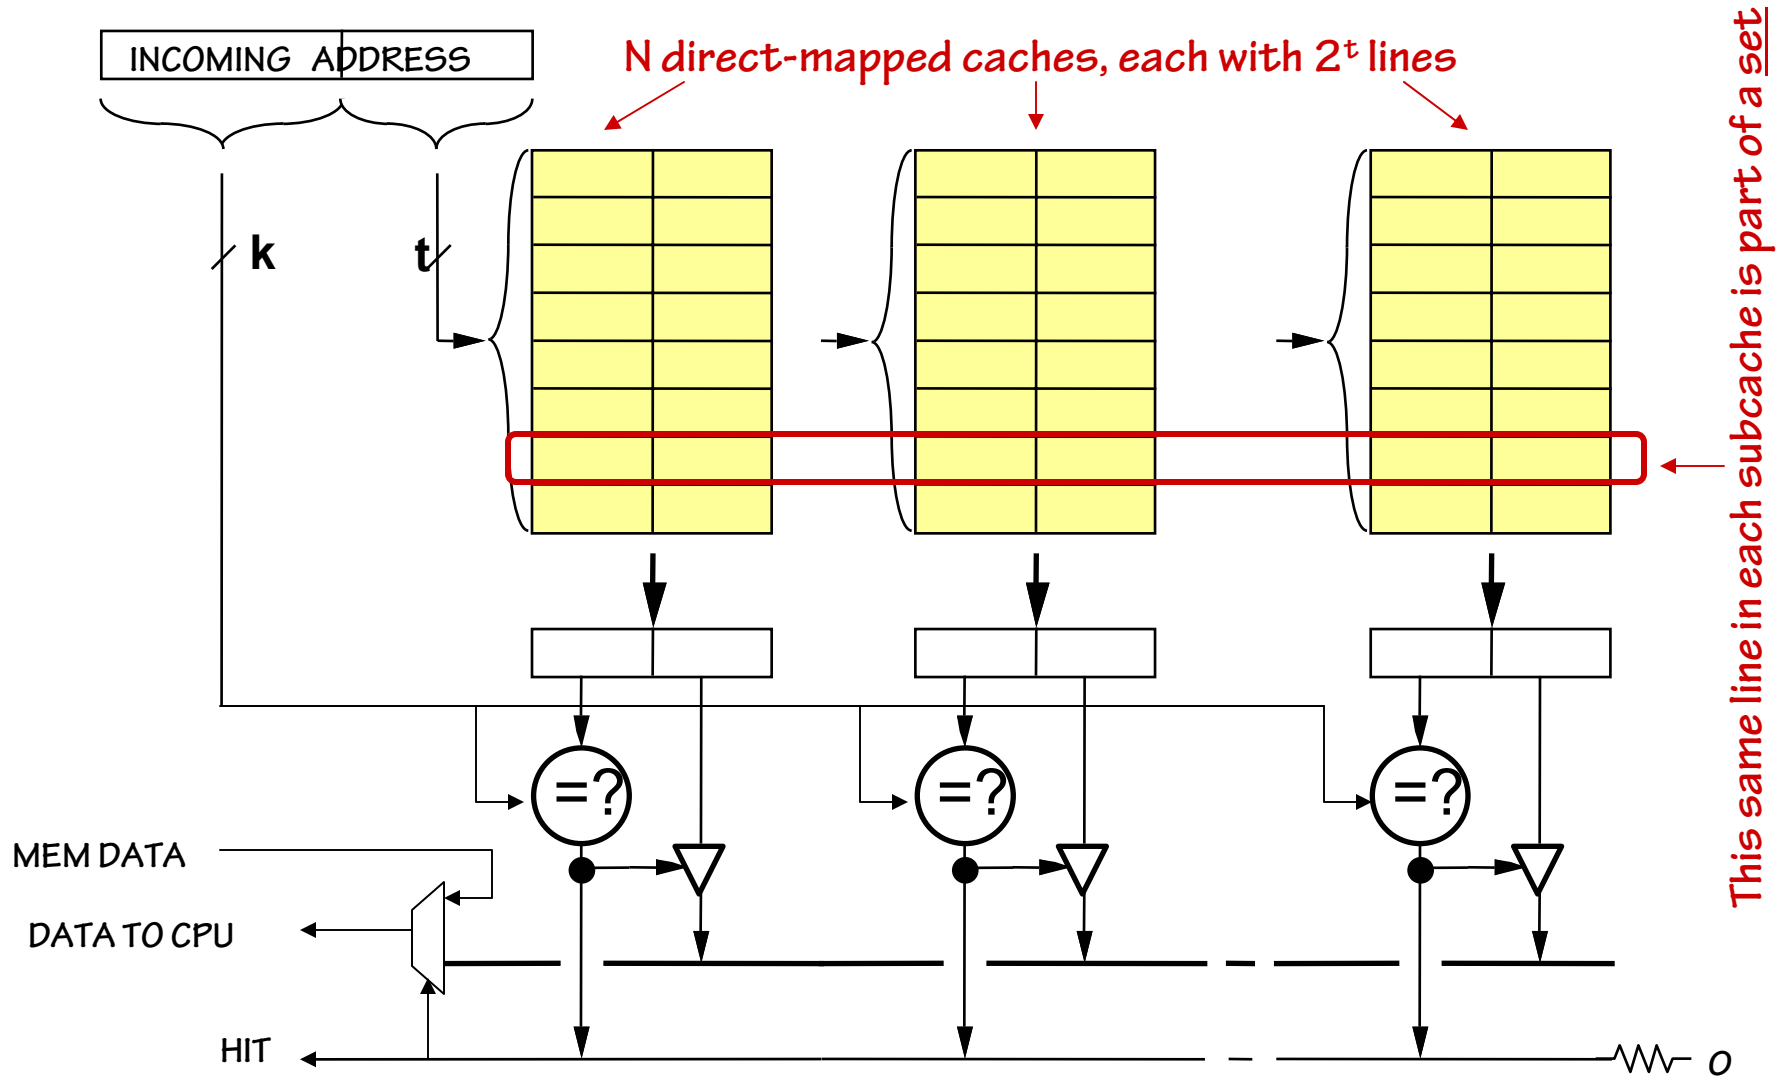 INCOMING ADDRESS
N direct-mapped caches, each with 2ᵗ lines
This same line in each subcache is part of a set
k
t
=?
=?
=?
MEM DATA
DATA TO CPU
HIT
0